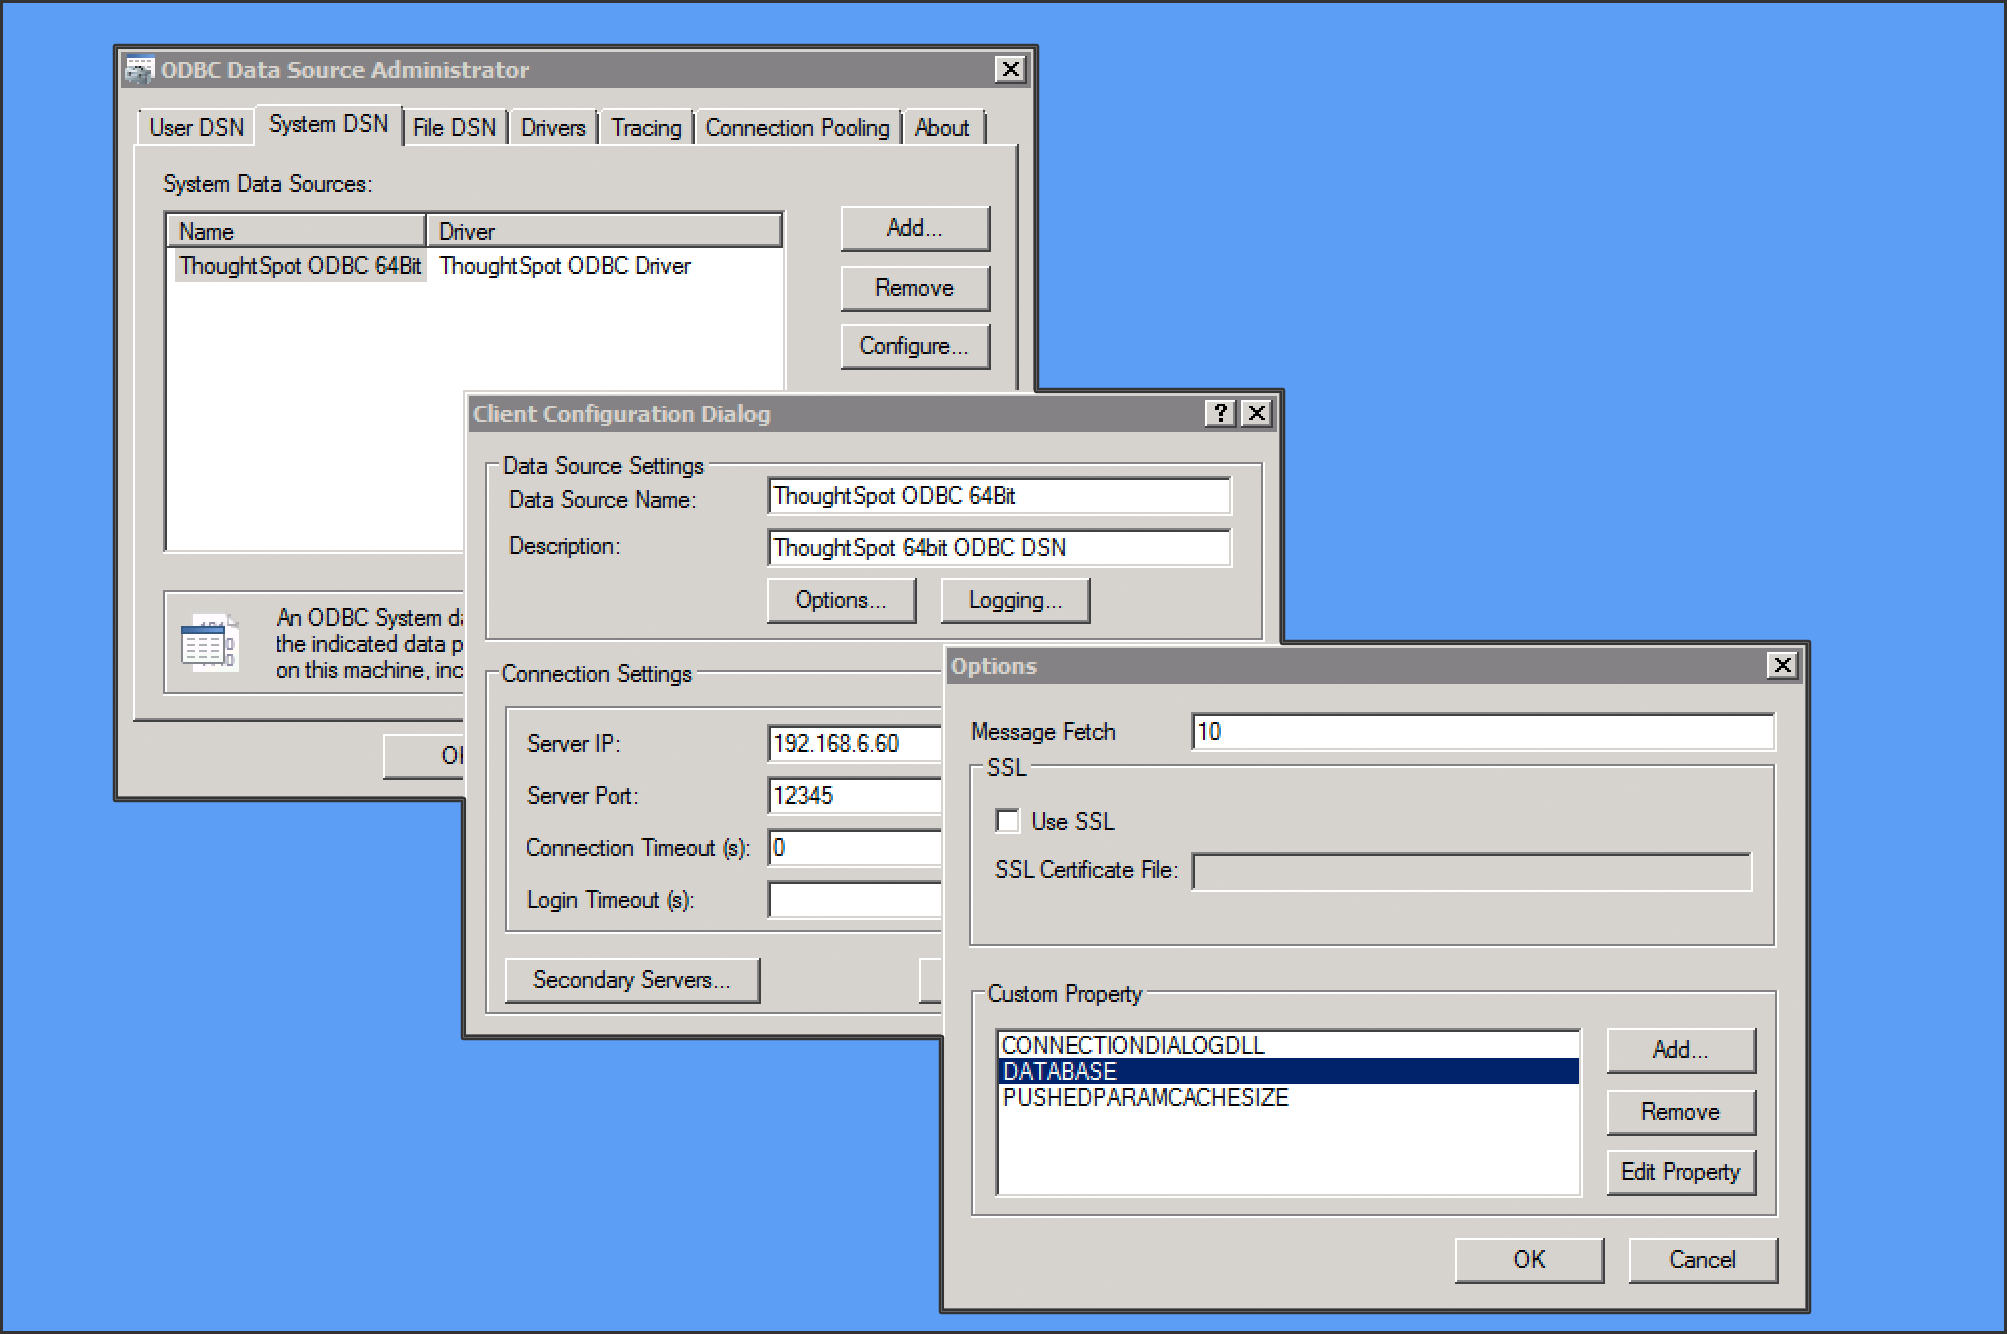 ODBC Data Source Administrator
User DSN System DSN File DSN Drivers Tracing Connection Pooling About
System Data Sources:
Name Driver
ThoughtSpot ODBC 64Bit ThoughtSpot ODBC Driver
Add...
Remove
Configure...
An ODBC System
the indicated data
on this machine,
Client Configuration Dialog
Data Source Settings
Data Source Name: ThoughtSpot ODBC 64Bit
Description: ThoughtSpot 64bit ODBC DSN
Options... Logging...
Connection Settings
Server IP: 192.168.6.60
Server Port: 12345
Connection Timeout (s): 0
Login Timeout (s):
Secondary Servers...
Options
Message Fetch 10
SSL
Use SSL
SSL Certificate File:
Custom Property
CONNECTIONDIALOGDLL
DATABASE
PUSHEDPARAMCACHESIZE
Add...
Remove
Edit Property
OK Cancel